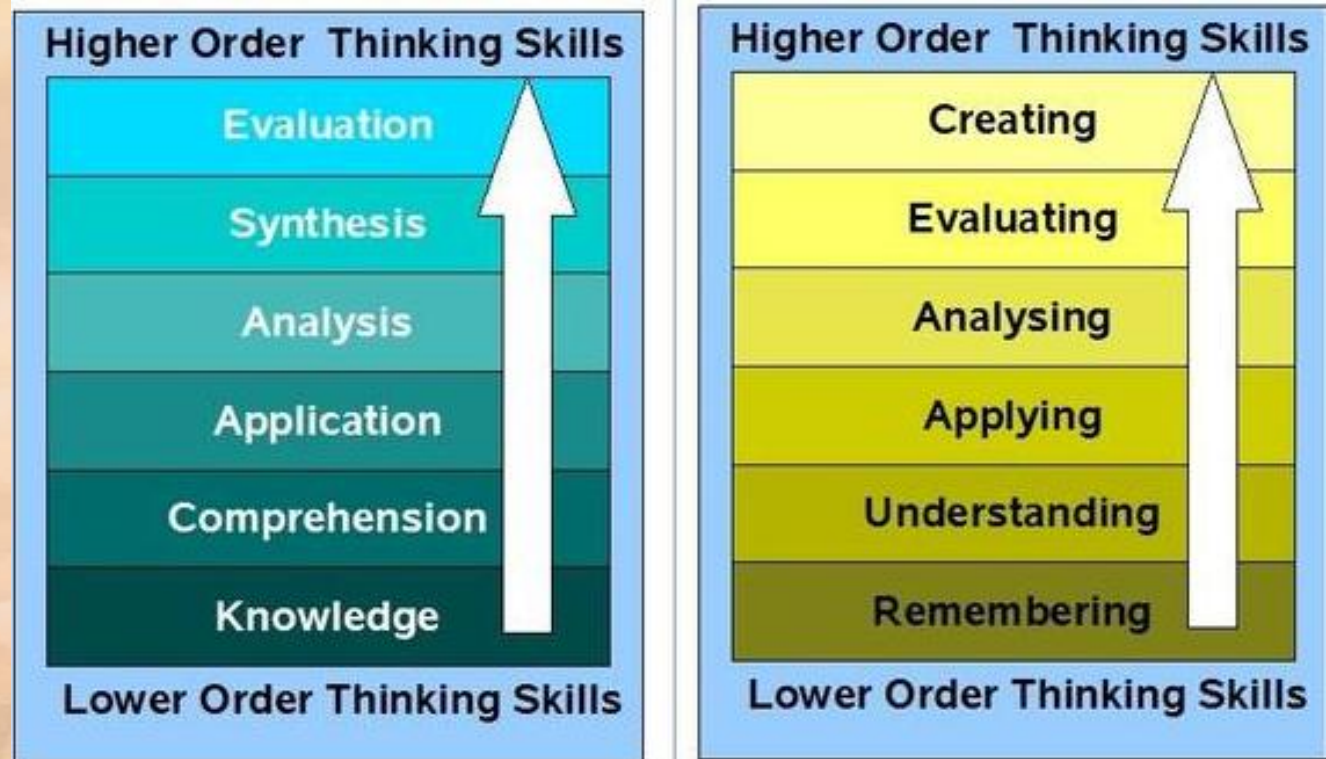 Higher Order Thinking Skills
Evaluation
Synthesis
Analysis
Application
Comprehension
Knowledge
Lower Order Thinking Skills
Higher Order Thinking Skills
Creating
Evaluating
Analysing
Applying
Understanding
Remembering
Lower Order Thinking Skills